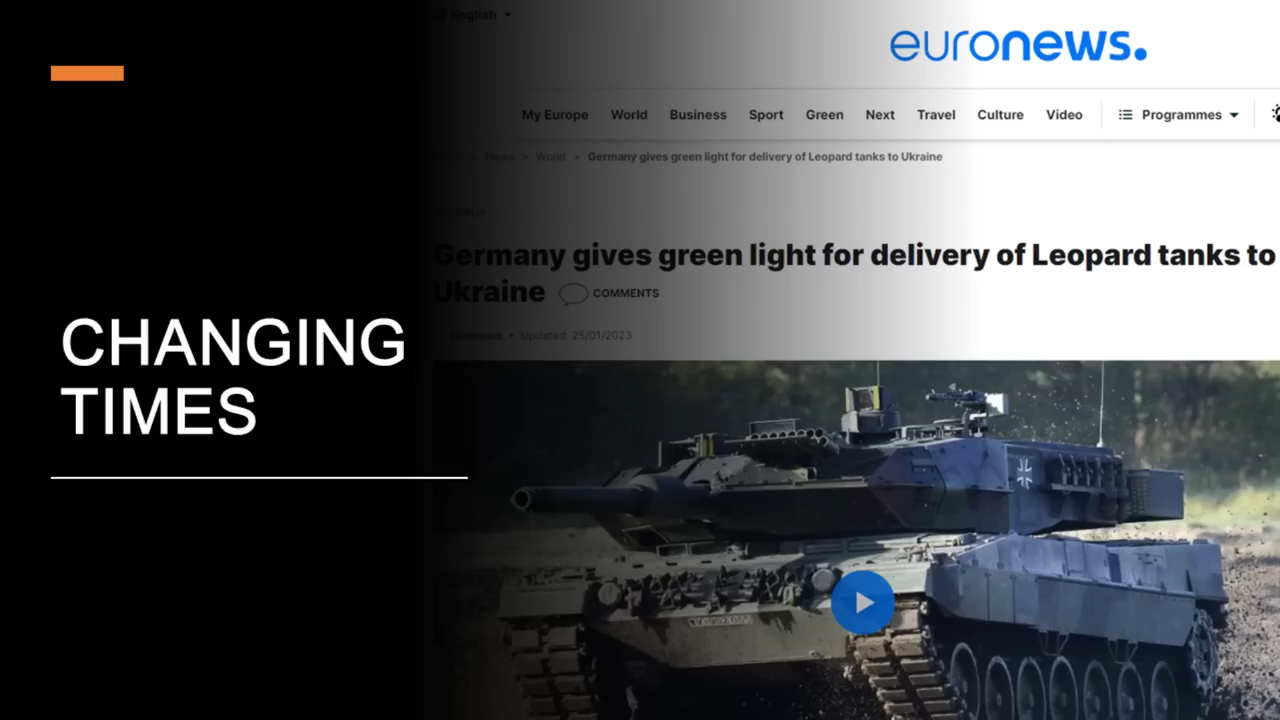 CHANGING
TIMES
English
euronews.
My Europe World Business Sport Green Next Travel Culture Video Programmes
News > World > Germany gives green light for delivery of Leopard tanks to Ukraine
Germany gives green light for delivery of Leopard tanks to
Ukraine COMMENTS
euronews • Updated: 25/01/2023